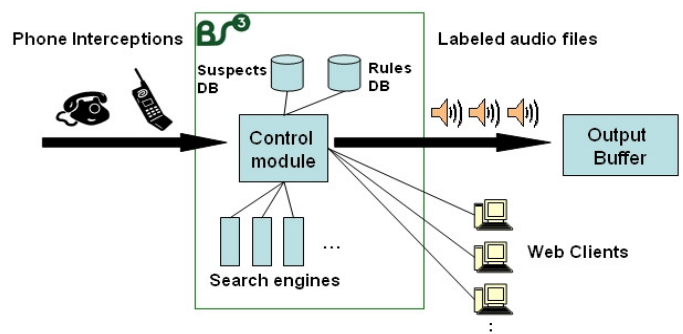 Phone Interceptions
BS3
Labeled audio files
Suspects
DB
Rules
DB
Control
module
Output
Buffer
...
Search engines
Web Clients
: